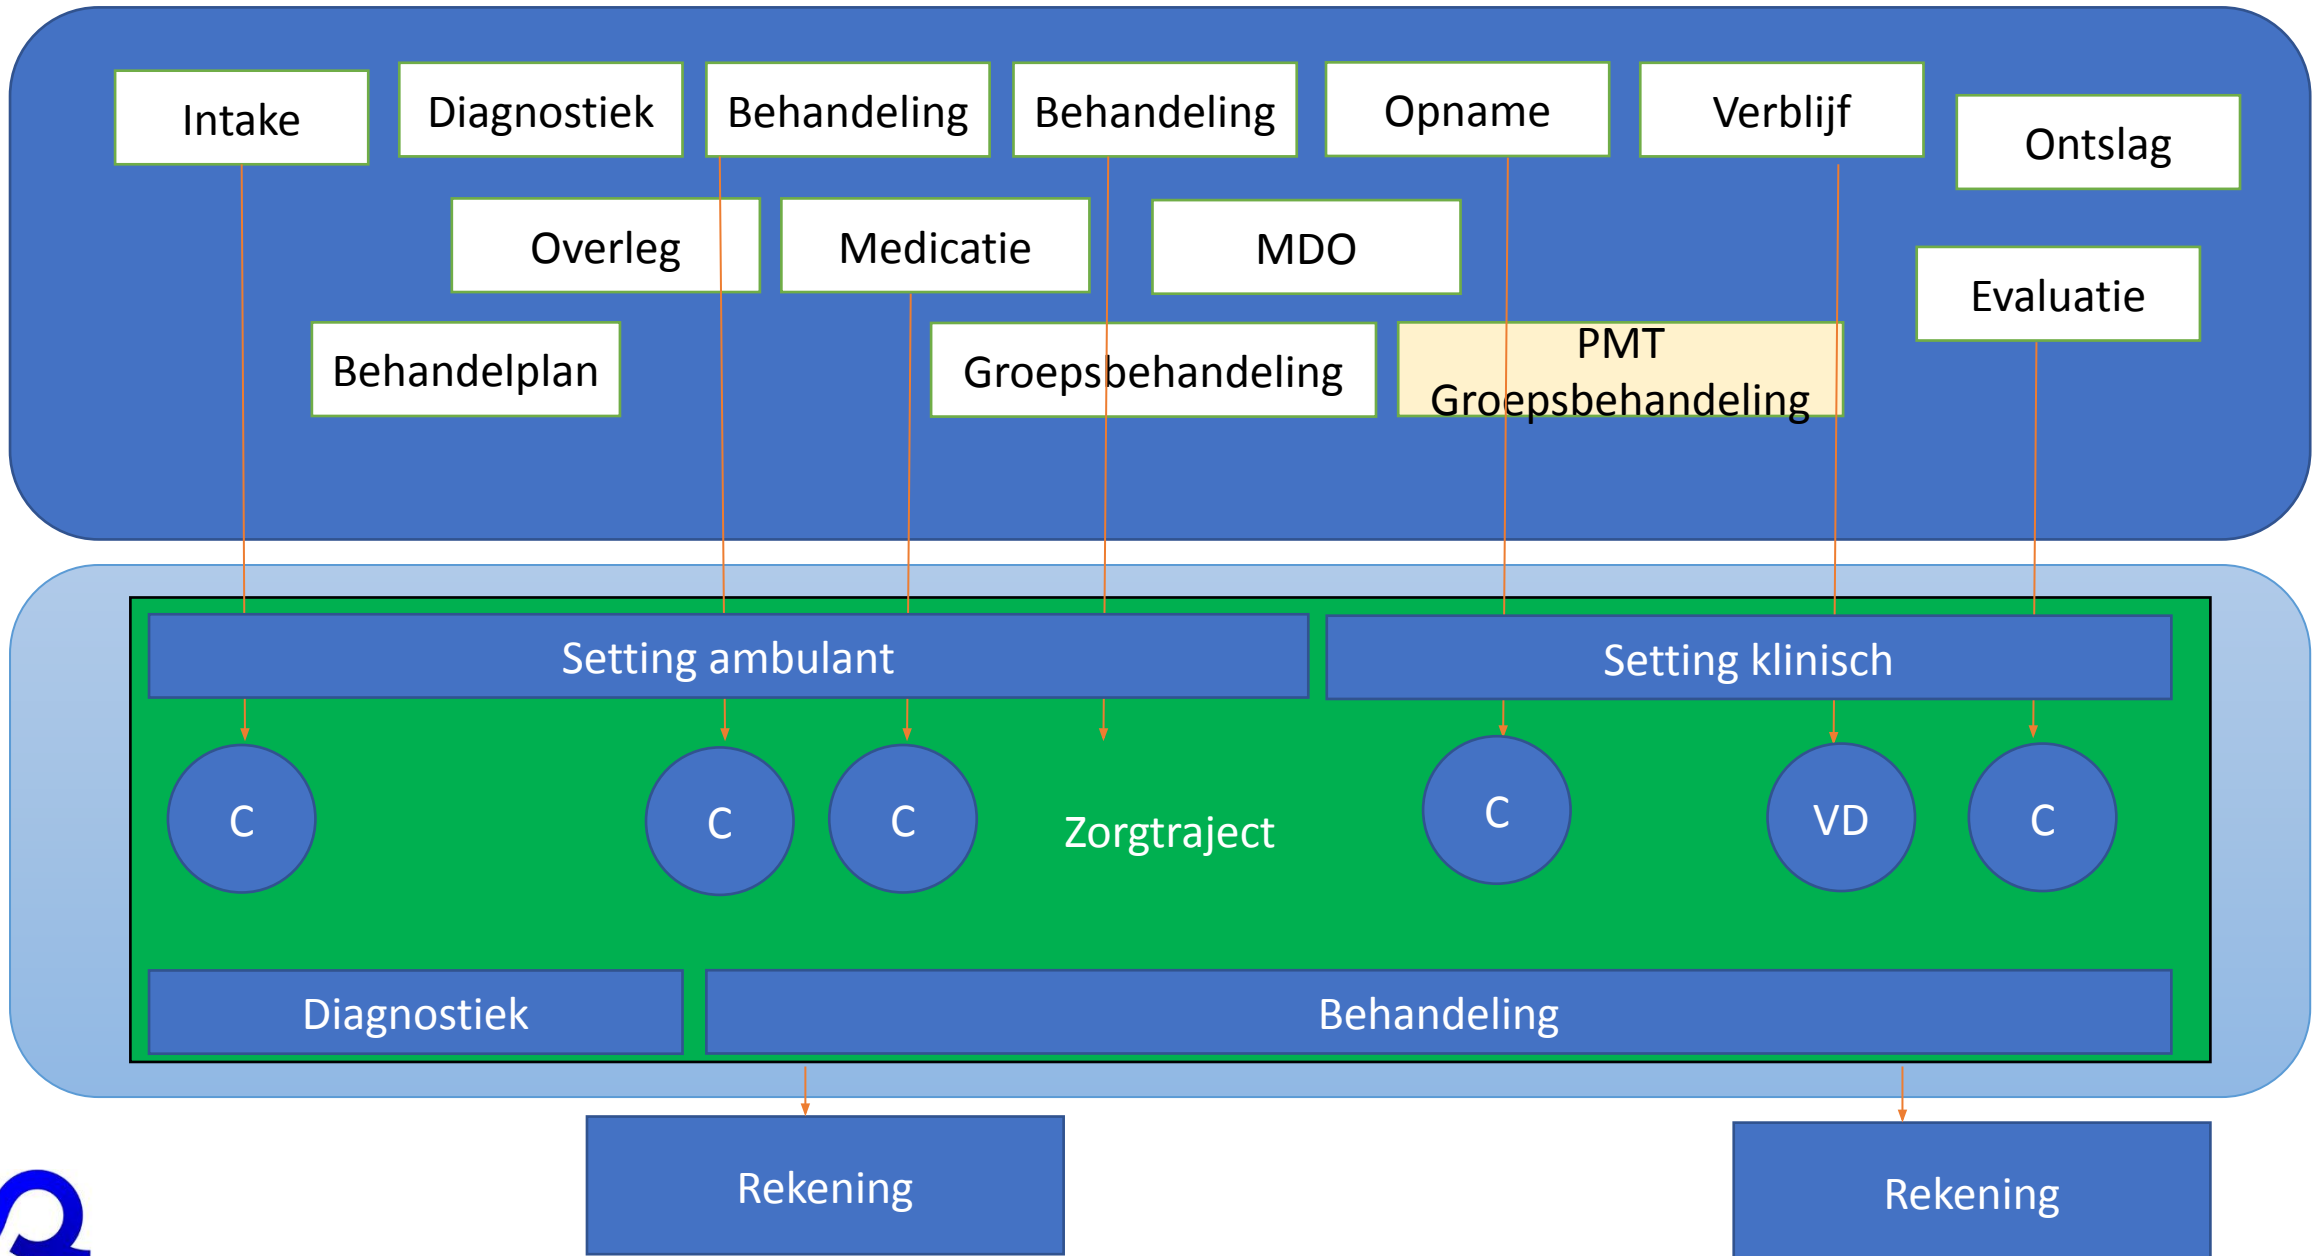 Intake
Diagnostiek
Behandeling
Behandeling
Opname
Verblijf
Ontslag
Overleg
Medicatie
MDO
Evaluatie
Behandelplan
Groepsbehandeling
PMT
Groepsbehandeling
Setting ambulant
Setting klinisch
C
C
C
Zorgtraject
C
VD
C
Diagnostiek
Behandeling
Rekening
Rekening